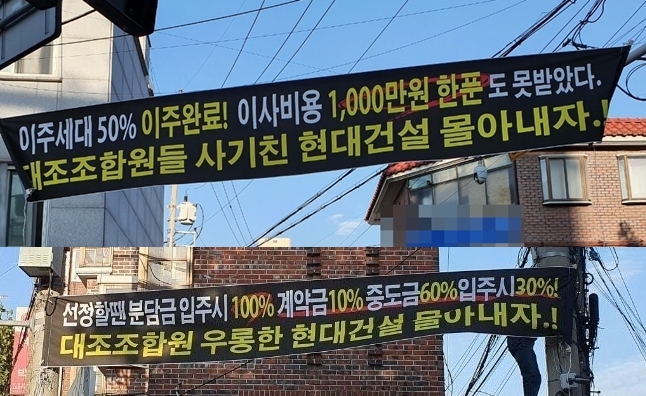 이주세대 50% 이주완료! 이사비용 1,000만원 한푼도 못받았다.
대조조합원들 사기친 현대건설 몰아내자.!
선정할땐 분담금 입주시 100% 계약금10% 중도금60% 입주시30%!
대조조합원 우롱한 현대건설 몰아내자.!